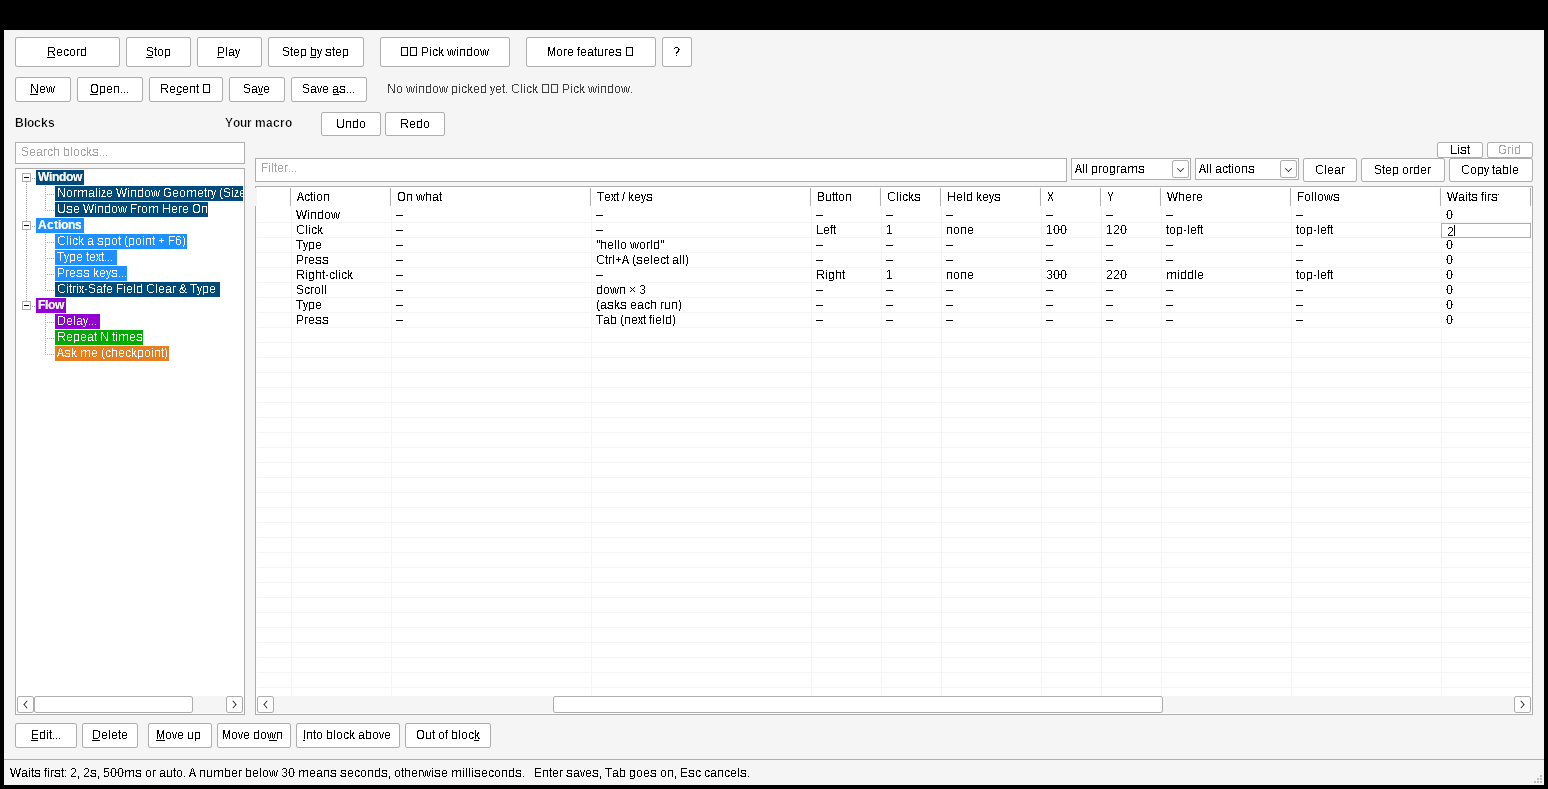 Record Stop Play Step by step Pick window More features ?
New Open... Recent Save Save as... No window picked yet. Click Pick window.
Blocks Your macro Undo Redo
Search blocks...
List Grid
Filter... All programs All actions Clear Step order Copy table
Window
Normalize Window Geometry (Size
Use Window From Here On
Actions
Click a spot (point + F6)
Type text...
Press keys...
Citrix-Safe Field Clear & Type
Flow
Delay...
Repeat N times
Ask me (checkpoint)
Action On what Text / keys Button Clicks Held keys X Y Where Follows Waits first
Window – – – – – – – – – 0
Click – – Left 1 none 100 120 top-left top-left 2
Type – "hello world" – – – – – – – 0
Press – Ctrl+A (select all) – – – – – – – 0
Right-click – – Right 1 none 300 220 middle top-left 0
Scroll – down × 3 – – – – – – – 0
Type – (asks each run) – – – – – – – 0
Press – Tab (next field) – – – – – – – 0
Edit... Delete Move up Move down Into block above Out of block
Waits first: 2, 2s, 500ms or auto. A number below 30 means seconds, otherwise milliseconds. Enter saves, Tab goes on, Esc cancels.